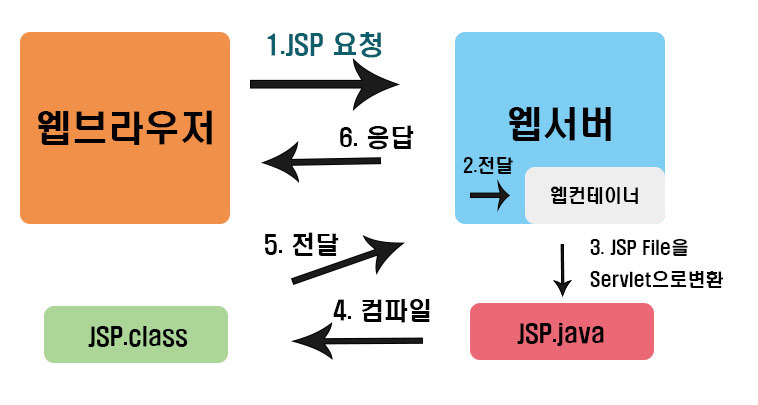 1.JSP 요청
웹브라우저
웹서버
6. 응답
2.전달
웹컨테이너
5. 전달
3. JSP File을
Servlet으로변환
4. 컴파일
JSP.class
JSP.java